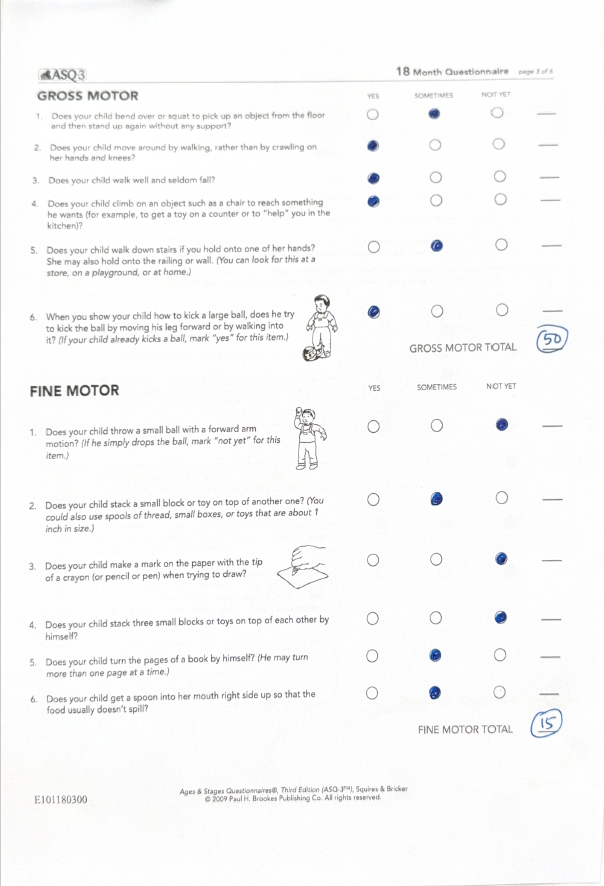 ASQ3
18 Month Questionnaire page 3 of 6
GROSS MOTOR YES SOMETIMES NOT YET
1. Does your child bend over or squat to pick up an object from the floor
and then stand up again without any support?
2. Does your child move around by walking, rather than by crawling on
her hands and knees?
3. Does your child walk well and seldom fall?
4. Does your child climb on an object such as a chair to reach something
he wants (for example, to get a toy on a counter or to "help" you in the
kitchen)?
5. Does your child walk down stairs if you hold onto one of her hands?
She may also hold onto the railing or wall. (You can look for this at a
store, on a playground, or at home.)
6. When you show your child how to kick a large ball, does he try
to kick the ball by moving his leg forward or by walking into
it? (If your child already kicks a ball, mark "yes" for this item.)
GROSS MOTOR TOTAL 50
FINE MOTOR YES SOMETIMES NOT YET
1. Does your child throw a small ball with a forward arm
motion? (If he simply drops the ball, mark "not yet" for this
item.)
2. Does your child stack a small block or toy on top of another one? (You
could also use spools of thread, small boxes, or toys that are about 1
inch in size.)
3. Does your child make a mark on the paper with the tip
of a crayon (or pencil or pen) when trying to draw?
4. Does your child stack three small blocks or toys on top of each other by
himself?
5. Does your child turn the pages of a book by himself? (He may turn
more than one page at a time.)
6. Does your child get a spoon into her mouth right side up so that the
food usually doesn't spill?
FINE MOTOR TOTAL 15
Ages & Stages Questionnaires®, Third Edition (ASQ-3™), Squires & Bricker
E101180300 © 2009 Paul H. Brookes Publishing Co. All rights reserved.